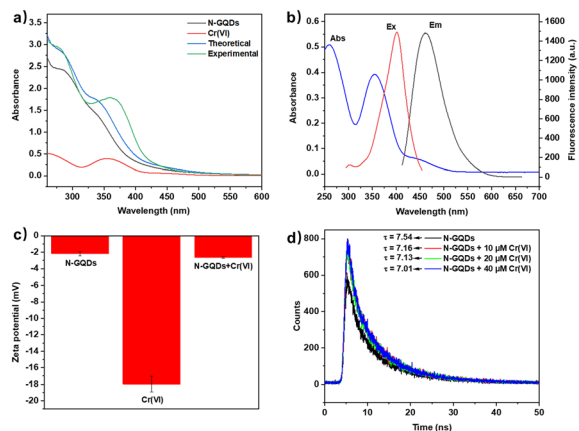 a)
N-GQDs
Cr(VI)
Theoretical
Experimental
3.5
3.0
2.5
2.0
1.5
1.0
0.5
0.0
Absorbance
300 350 400 450 500 550 600
Wavelength (nm)
b)
Abs
Ex
Em
0.6
0.5
0.4
0.3
0.2
0.1
0.0
Absorbance
1600
1400
1200
1000
800
600
400
200
0
Fluorescence intensity (a.u.)
250 300 350 400 450 500 550 600 650 700
Wavelength (nm)
c)
0
-2
-4
-6
-8
-10
-12
-14
-16
-18
-20
Zeta potential (mV)
N-GQDs
Cr(VI)
N-GQDs+Cr(VI)
d)
τ = 7.54 N-GQDs
τ = 7.16 N-GQDs + 10 μM Cr(VI)
τ = 7.13 N-GQDs + 20 μM Cr(VI)
τ = 7.01 N-GQDs + 40 μM Cr(VI)
800
600
400
200
0
Counts
0 10 20 30 40 50
Time (ns)